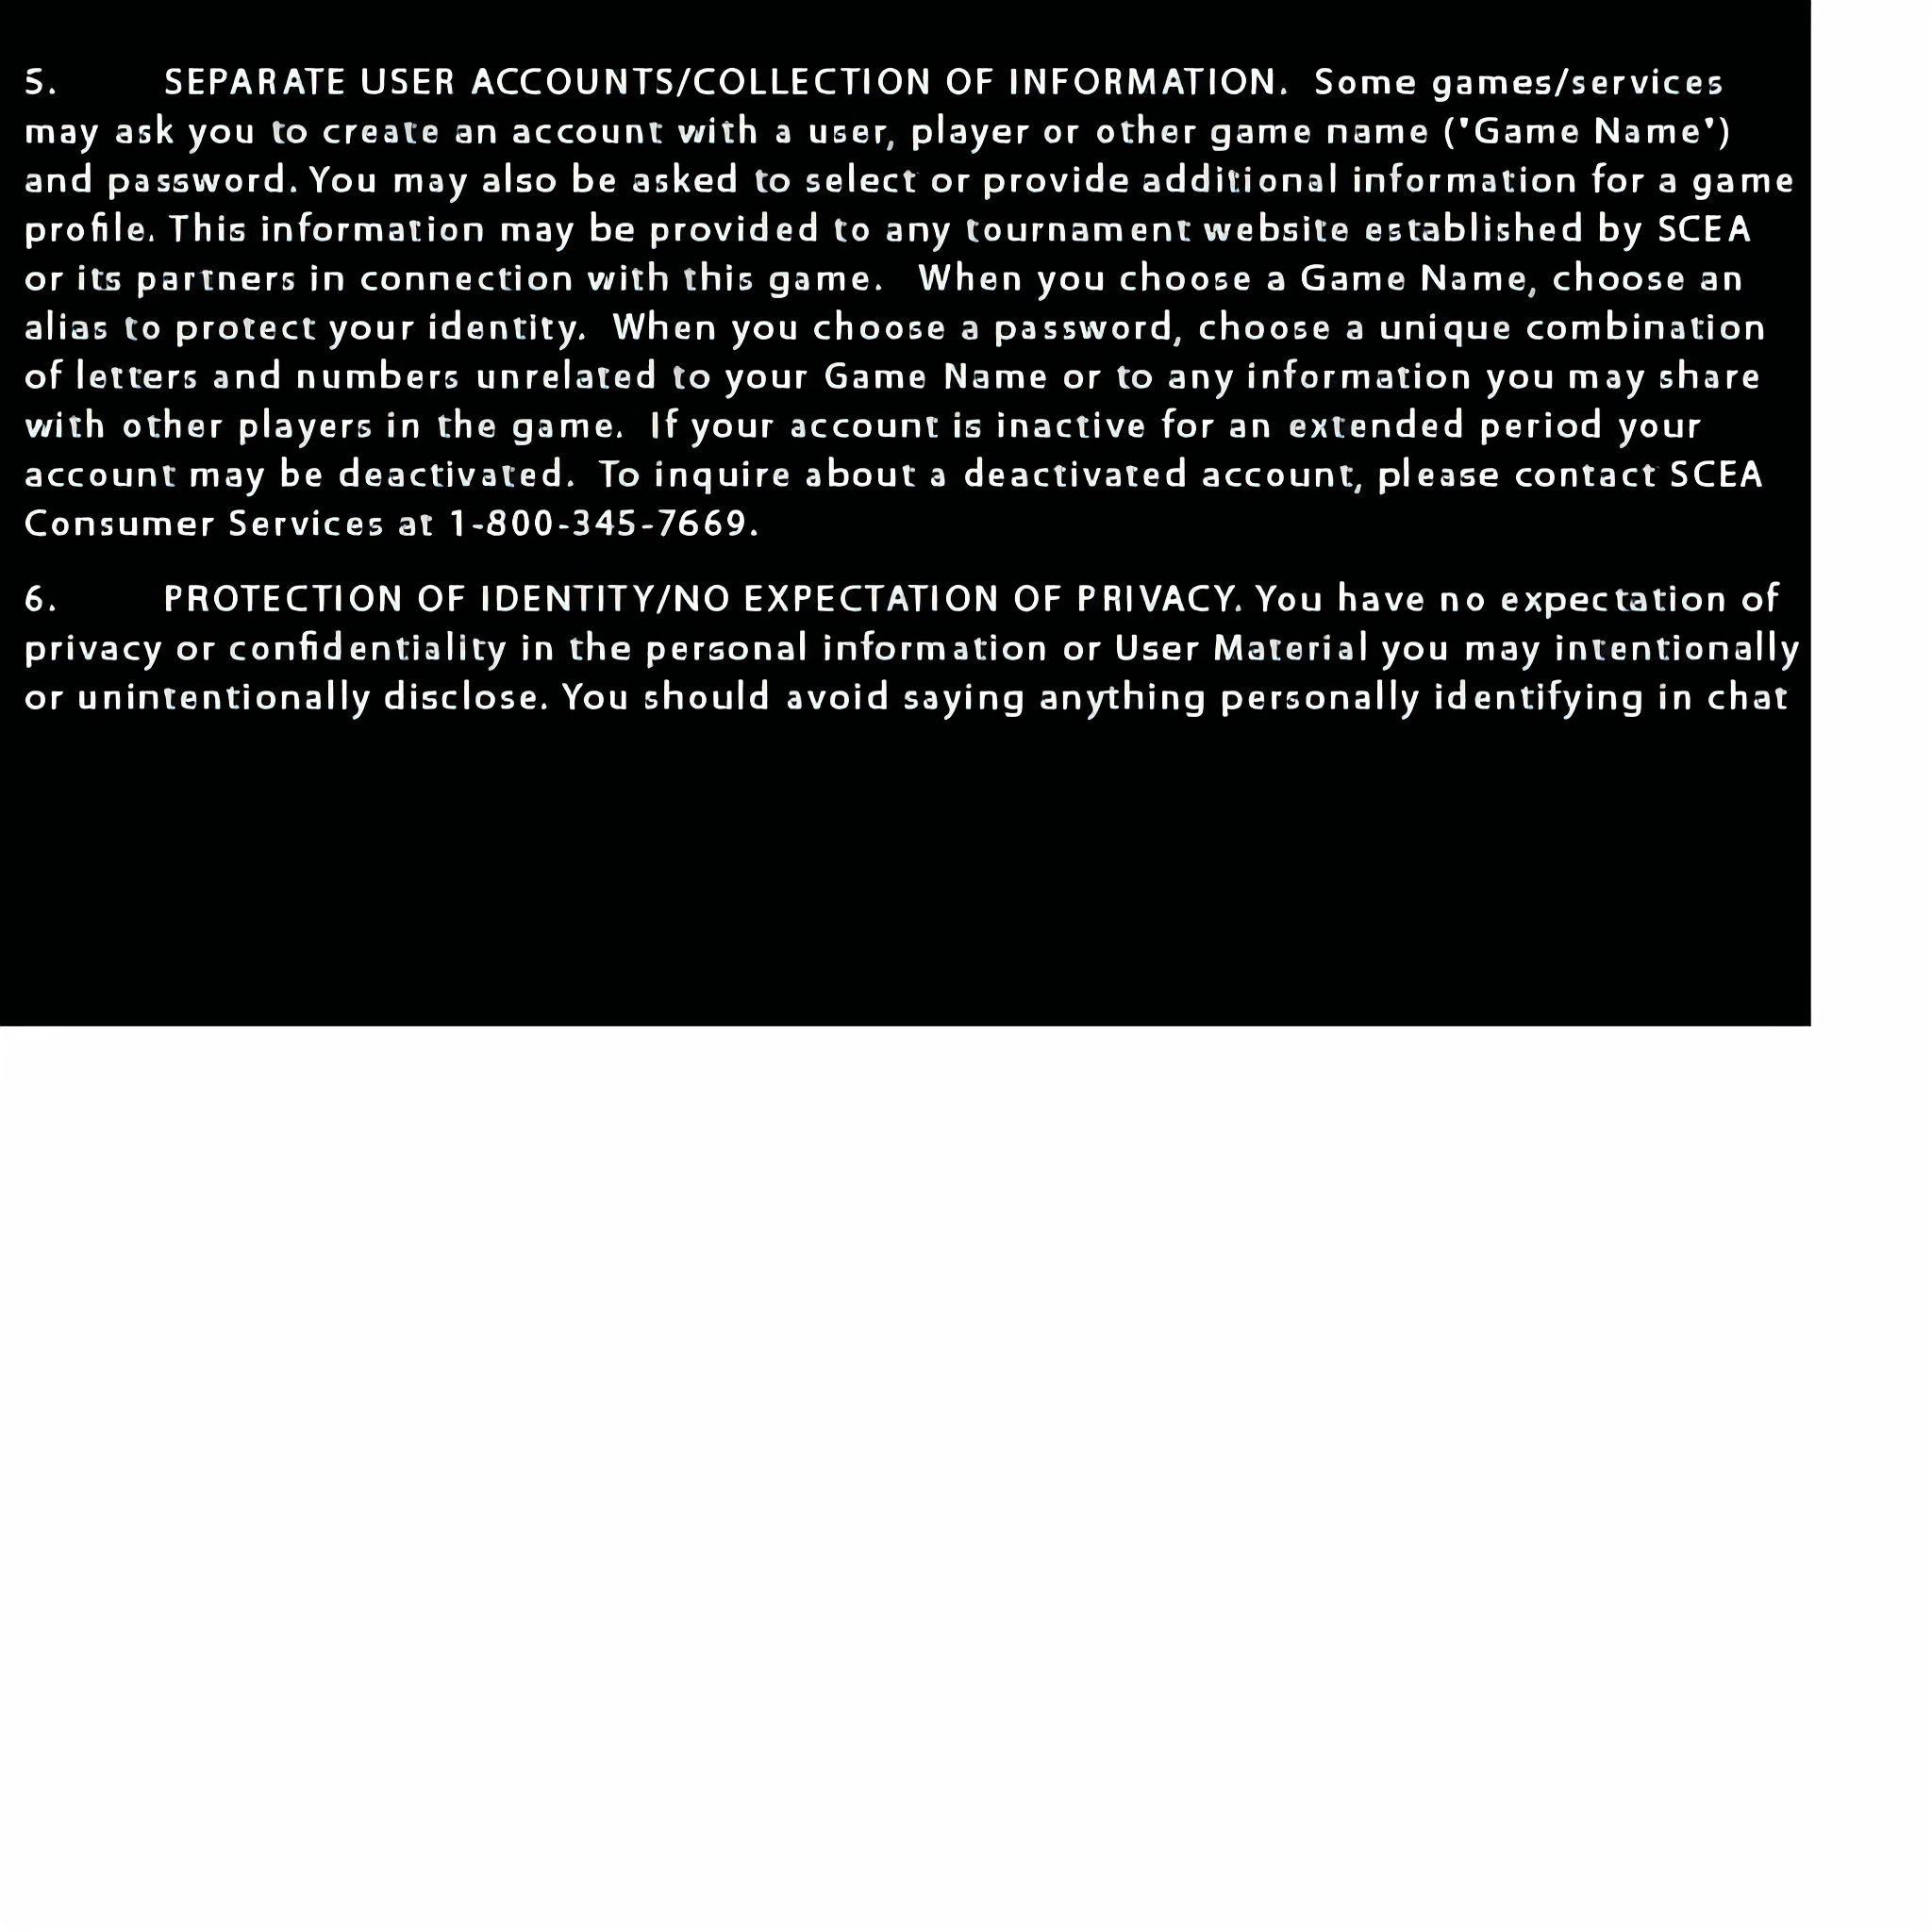 5. SEPARATE USER ACCOUNTS/COLLECTION OF INFORMATION. Some games/services
may ask you to create an account with a user, player or other game name ('Game Name')
and password. You may also be asked to select or provide additional information for a game
profile. This information may be provided to any tournament website established by SCEA
or its partners in connection with this game. When you choose a Game Name, choose an
alias to protect your identity. When you choose a password, choose a unique combination
of letters and numbers unrelated to your Game Name or to any information you may share
with other players in the game. If your account is inactive for an extended period your
account may be deactivated. To inquire about a deactivated account, please contact SCEA
Consumer Services at 1-800-345-7669.
6. PROTECTION OF IDENTITY/NO EXPECTATION OF PRIVACY. You have no expectation of
privacy or confidentiality in the personal information or User Material you may intentionally
or unintentionally disclose. You should avoid saying anything personally identifying in chat